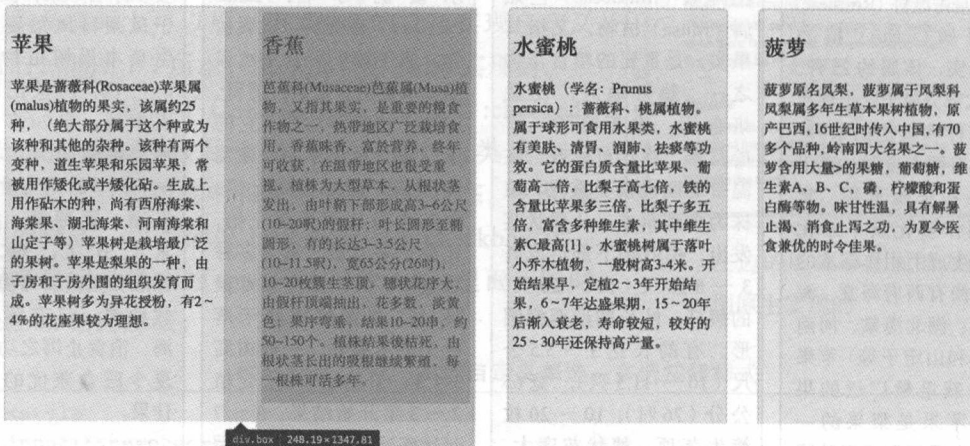 苹果
苹果是蔷薇科(Rosaceae)苹果属
(malus)植物的果实，该属约25
种，（绝大部分属于这个种或为
该种和其他的杂种。该种有两个
变种，道生苹果和乐园苹果，常
被用作矮化或半矮化砧。生成上
用作砧木的种，尚有西府海棠、
海棠果、湖北海棠、河南海棠和
山定子等）苹果树是栽培最广泛
的果树。苹果是梨果的一种，由
子房和子房外围的组织发育而
成。苹果树多为异花授粉，有2~
4%的花座果较为理想。
香蕉
芭蕉科(Musaceae)芭蕉属(Musa)植
物，又指其果实，是重要的粮食
作物之一，热带地区广泛栽培食
用。香蕉味香、富於营养，终年
可收获，在温带地区也很受重
视。植株为大型草本，从根状茎
发出，由叶鞘下部形成高3~6公尺
(10~20呎)的假杆；叶长圆形至椭
圆形，有的长达3~3.5公尺
(10~11.5呎)，宽65公分(26吋)，
10~20枚簇生茎顶。穗状花序大，
由假杆顶端抽出，花多数，淡黄
色；果序弯垂，结果10~20串，约
50~150个。植株结果後枯死，由
根状茎长出的吸根继续繁殖，每
一根株可活多年。
水蜜桃
水蜜桃（学名：Prunus
persica）：蔷薇科、桃属植物。
属于球形可食用水果类，水蜜桃
有美肤、清胃、润肺、祛痰等功
效。它的蛋白质含量比苹果、葡
萄高一倍，比梨子高七倍，铁的
含量比苹果多三倍，比梨子多五
倍，富含多种维生素，其中维生
素C最高[1]。水蜜桃树属于落叶
小乔木植物，一般树高3-4米。开
始结果早，定植2~3年开始结
果，6~7年达盛果期，15~20年
后渐入衰老，寿命较短，较好的
25~30年还保持高产量。
菠萝
菠萝原名凤梨，菠萝属于凤梨科
凤梨属多年生草本果树植物，原
产巴西,16世纪时传入中国,有70
多个品种,岭南四大名果之一。菠
萝含用大量>的果糖，葡萄糖，维
生素A、B、C，磷，柠檬酸和蛋
白酶等物。味甘性温，具有解暑
止渴、消食止泻之功，为夏令医
食兼优的时令佳果。
div.box | 248.19×1347.81